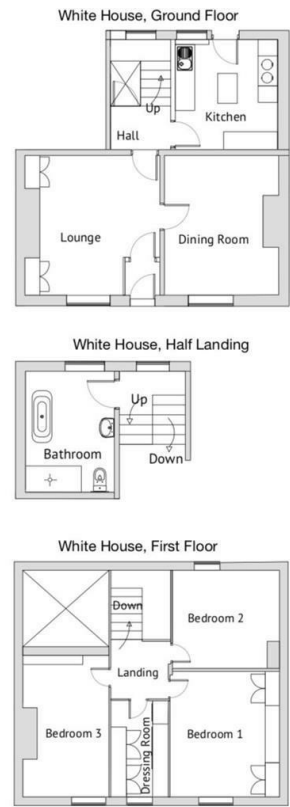 White House, Ground Floor
Up
Kitchen
Hall
Lounge
Dining Room
White House, Half Landing
Up
Bathroom
Down
White House, First Floor
Down
Bedroom 2
Landing
Bedroom 3
Dressing Room
Bedroom 1